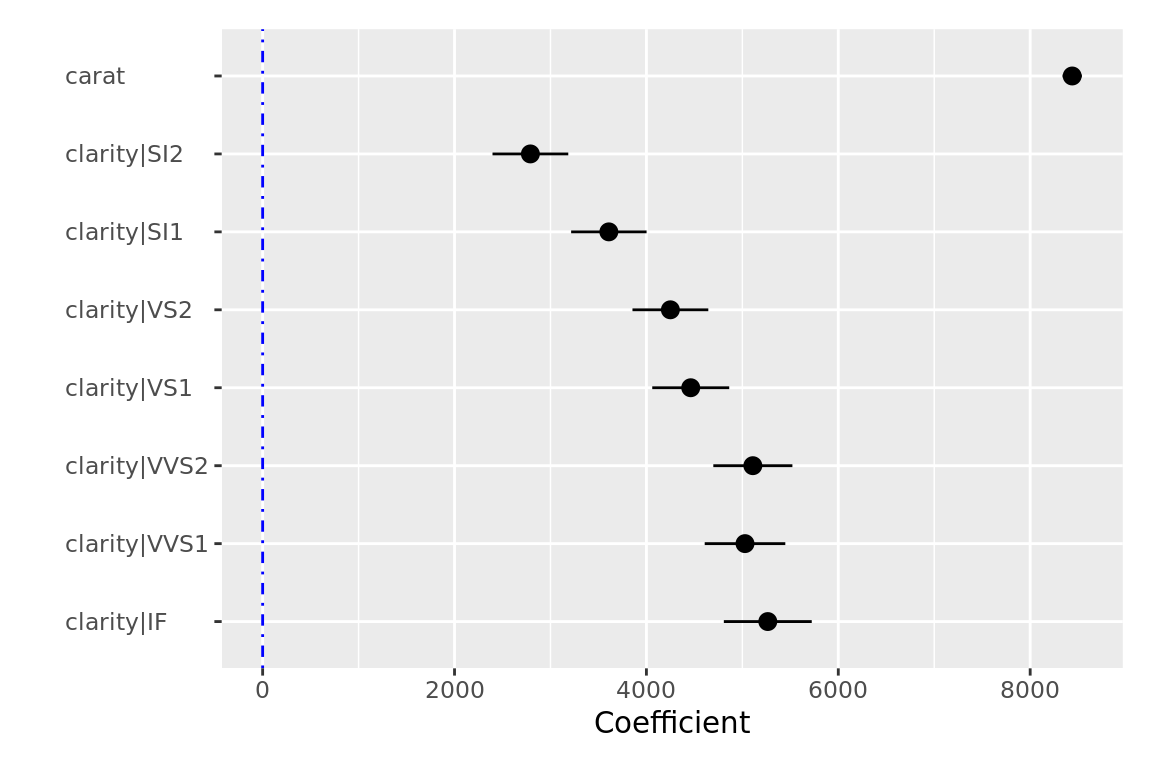 carat
clarity|SI2
clarity|SI1
clarity|VS2
clarity|VS1
clarity|VVS2
clarity|VVS1
clarity|IF
0 2000 4000 6000 8000
Coefficient